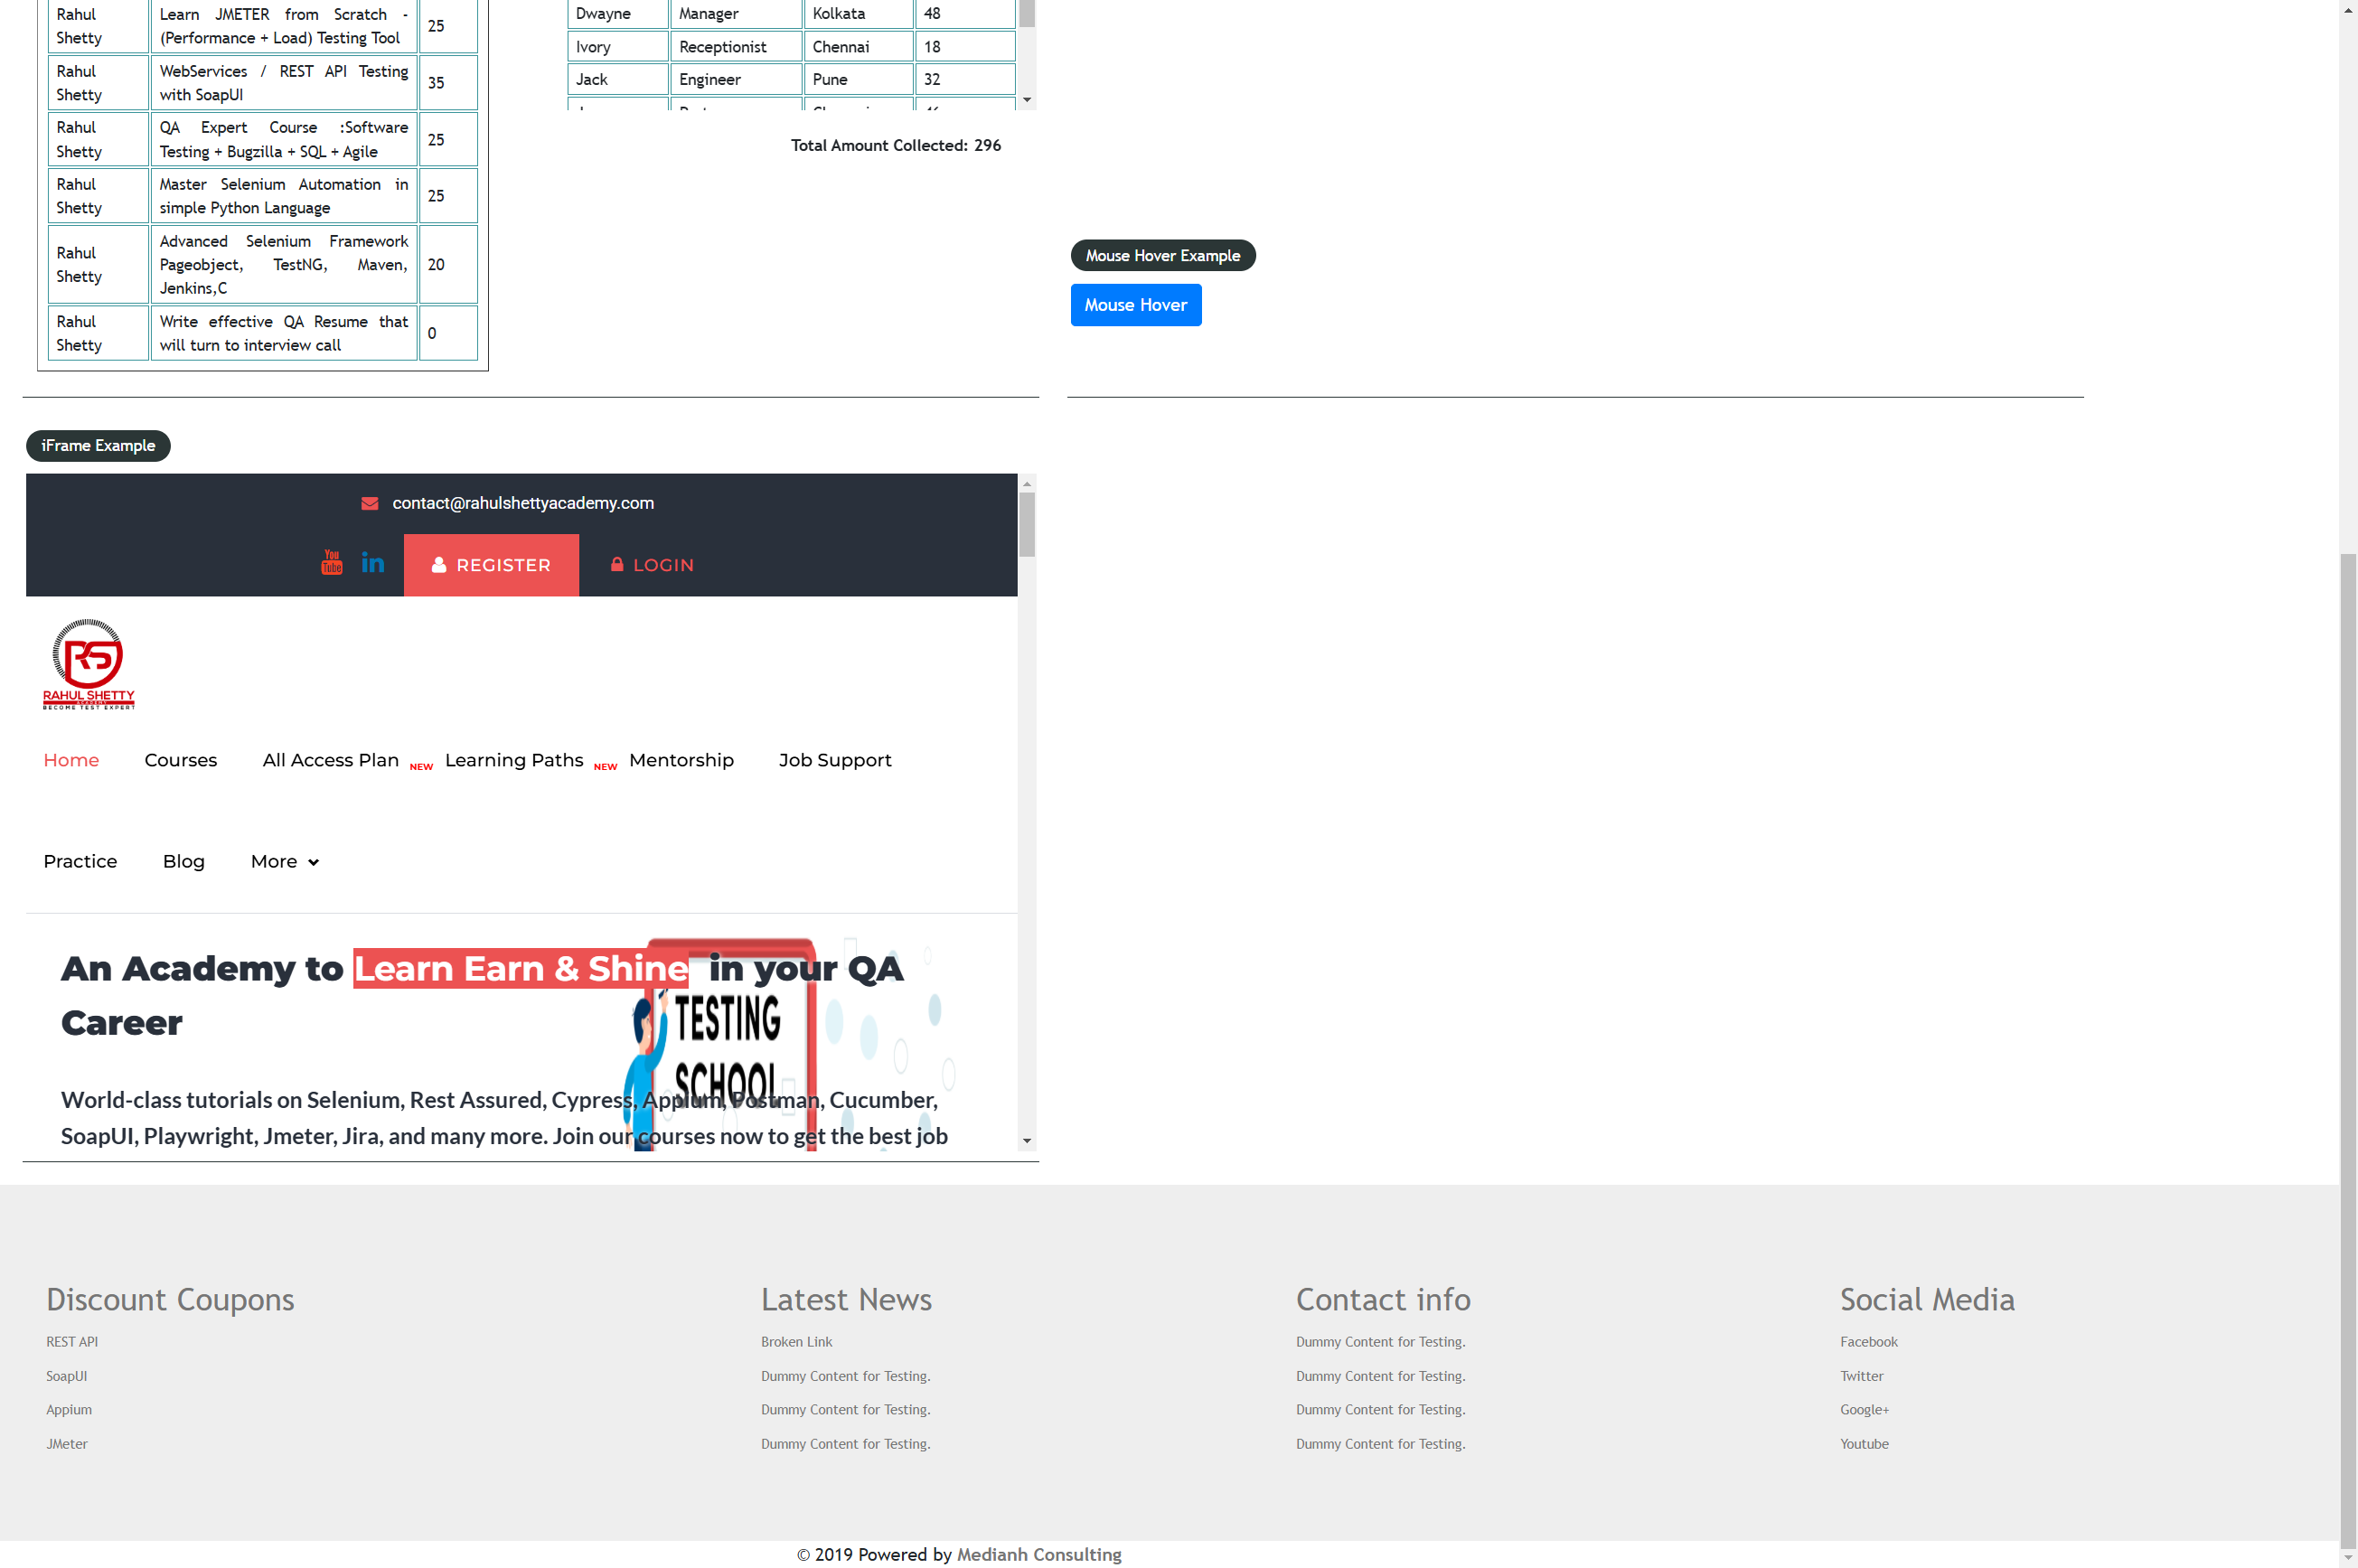 Rahul Shetty
Learn JMETER from Scratch -
(Performance + Load) Testing Tool
25
Rahul Shetty
WebServices / REST API Testing
with SoapUI
35
Rahul Shetty
QA Expert Course :Software
Testing + Bugzilla + SQL + Agile
25
Rahul Shetty
Master Selenium Automation in
simple Python Language
25
Rahul Shetty
Advanced Selenium Framework
Pageobject, TestNG, Maven,
Jenkins,C
20
Rahul Shetty
Write effective QA Resume that
will turn to interview call
0
Dwayne Manager Kolkata 48
Ivory Receptionist Chennai 18
Jack Engineer Pune 32
Total Amount Collected: 296
Mouse Hover Example
Mouse Hover
iFrame Example
contact@rahulshettyacademy.com
You Tube in REGISTER LOGIN
RS
RAHUL SHETTY
ACADEMY
BECOME TEST EXPERT
Home Courses All Access Plan NEW Learning Paths NEW Mentorship Job Support
Practice Blog More
An Academy to Learn Earn & Shine in your QA
Career
TESTING
SCHOOL
World-class tutorials on Selenium, Rest Assured, Cypress, Appium, Postman, Cucumber,
SoapUI, Playwright, Jmeter, Jira, and many more. Join our courses now to get the best job
Discount Coupons
REST API
SoapUI
Appium
JMeter
Latest News
Broken Link
Dummy Content for Testing.
Dummy Content for Testing.
Dummy Content for Testing.
Contact info
Dummy Content for Testing.
Dummy Content for Testing.
Dummy Content for Testing.
Dummy Content for Testing.
Social Media
Facebook
Twitter
Google+
Youtube
© 2019 Powered by Medianh Consulting